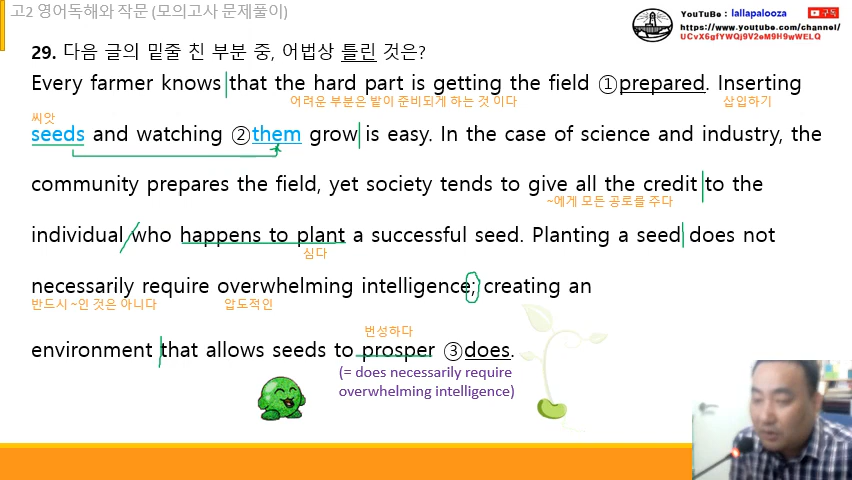 고2 영어독해와 작문 (모의고사 문제풀이)
YouTuBe : lallapalooza 구독
https://www.youtube.com/channel/
UCvX6gfYWQj9V2eM9H9wWELQ
29. 다음 글의 밑줄 친 부분 중, 어법상 틀린 것은?
Every farmer knows that the hard part is getting the field ①prepared. Inserting
어려운 부분은 밭이 준비되게 하는 것 이다 삽입하기
씨앗
seeds and watching ②them grow is easy. In the case of science and industry, the
community prepares the field, yet society tends to give all the credit to the
~에게 모든 공로를 주다
individual who happens to plant a successful seed. Planting a seed does not
심다
necessarily require overwhelming intelligence; creating an
반드시 ~인 것은 아니다 압도적인
번성하다
environment that allows seeds to prosper ③does.
(= does necessarily require
overwhelming intelligence)